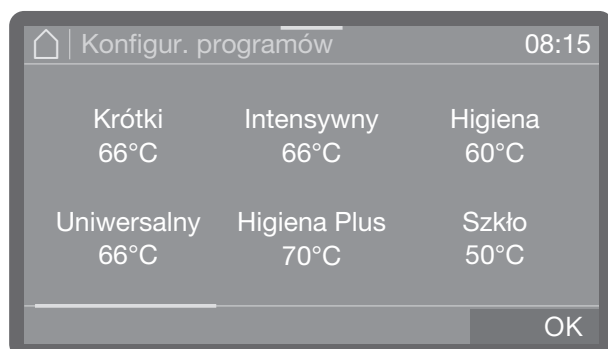 Konfigur. programów 08:15
Krótki Intensywny Higiena
66°C 66°C 60°C
Uniwersalny Higiena Plus Szkło
66°C 70°C 50°C
OK